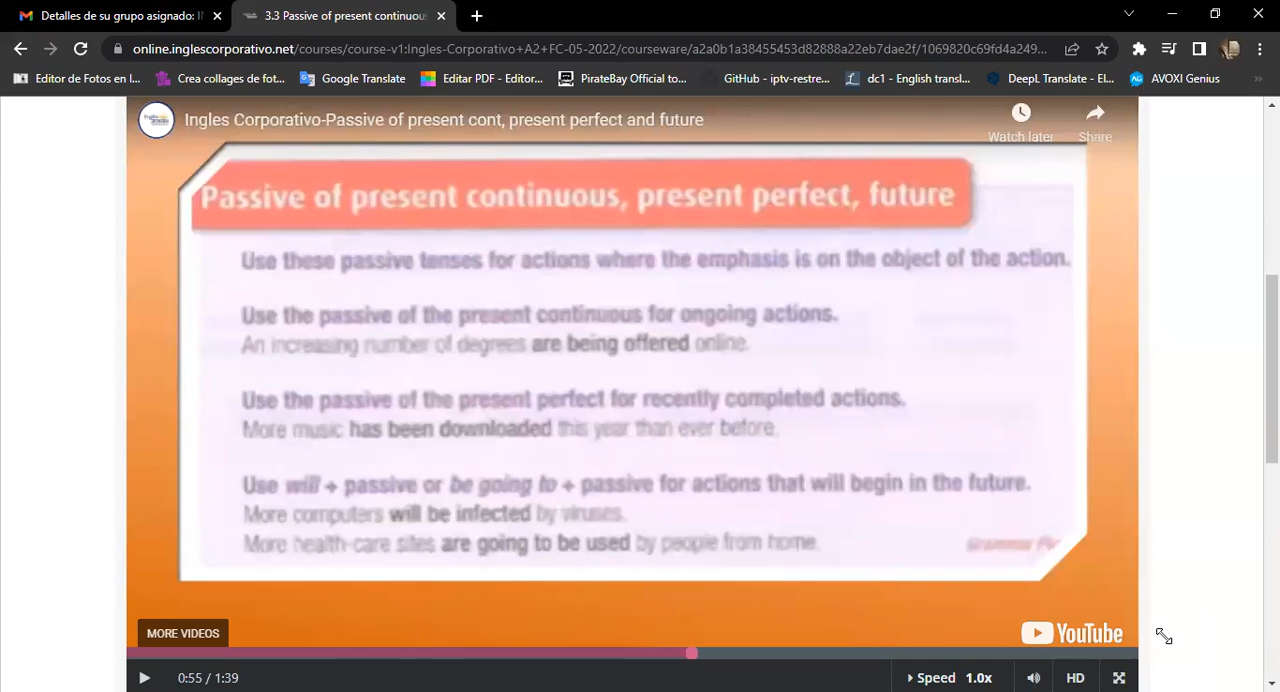 Detalles de su grupo asignado: I
3.3 Passive of present continuous
online.inglescorporativo.net/courses/course-v1:Ingles-Corporativo+A2+FC-05-2022/courseware/a2a0b1a38455453d82888a22eb7dae2f/1069820c69fd4a249...
Editor de Fotos en l... Crea collages de fot... Google Translate Editar PDF - Editor... PirateBay Official to... GitHub - iptv-restre... dc1 - English transl... DeepL Translate - El... AVOXI Genius »
Ingles Corporativo-Passive of present cont, present perfect and future
Watch later Share
Passive of present continuous, present perfect, future
Use these passive tenses for actions where the emphasis is on the object of the action.
Use the passive of the present continuous for ongoing actions.
An increasing number of degrees are being offered online.
Use the passive of the present perfect for recently completed actions.
More music has been downloaded this year than ever before.
Use will + passive or be going to + passive for actions that will begin in the future.
More computers will be infected by viruses.
More health-care sites are going to be used by people from home.
Grammar
MORE VIDEOS
YouTube
0:55 / 1:39
Speed 1.0x
HD